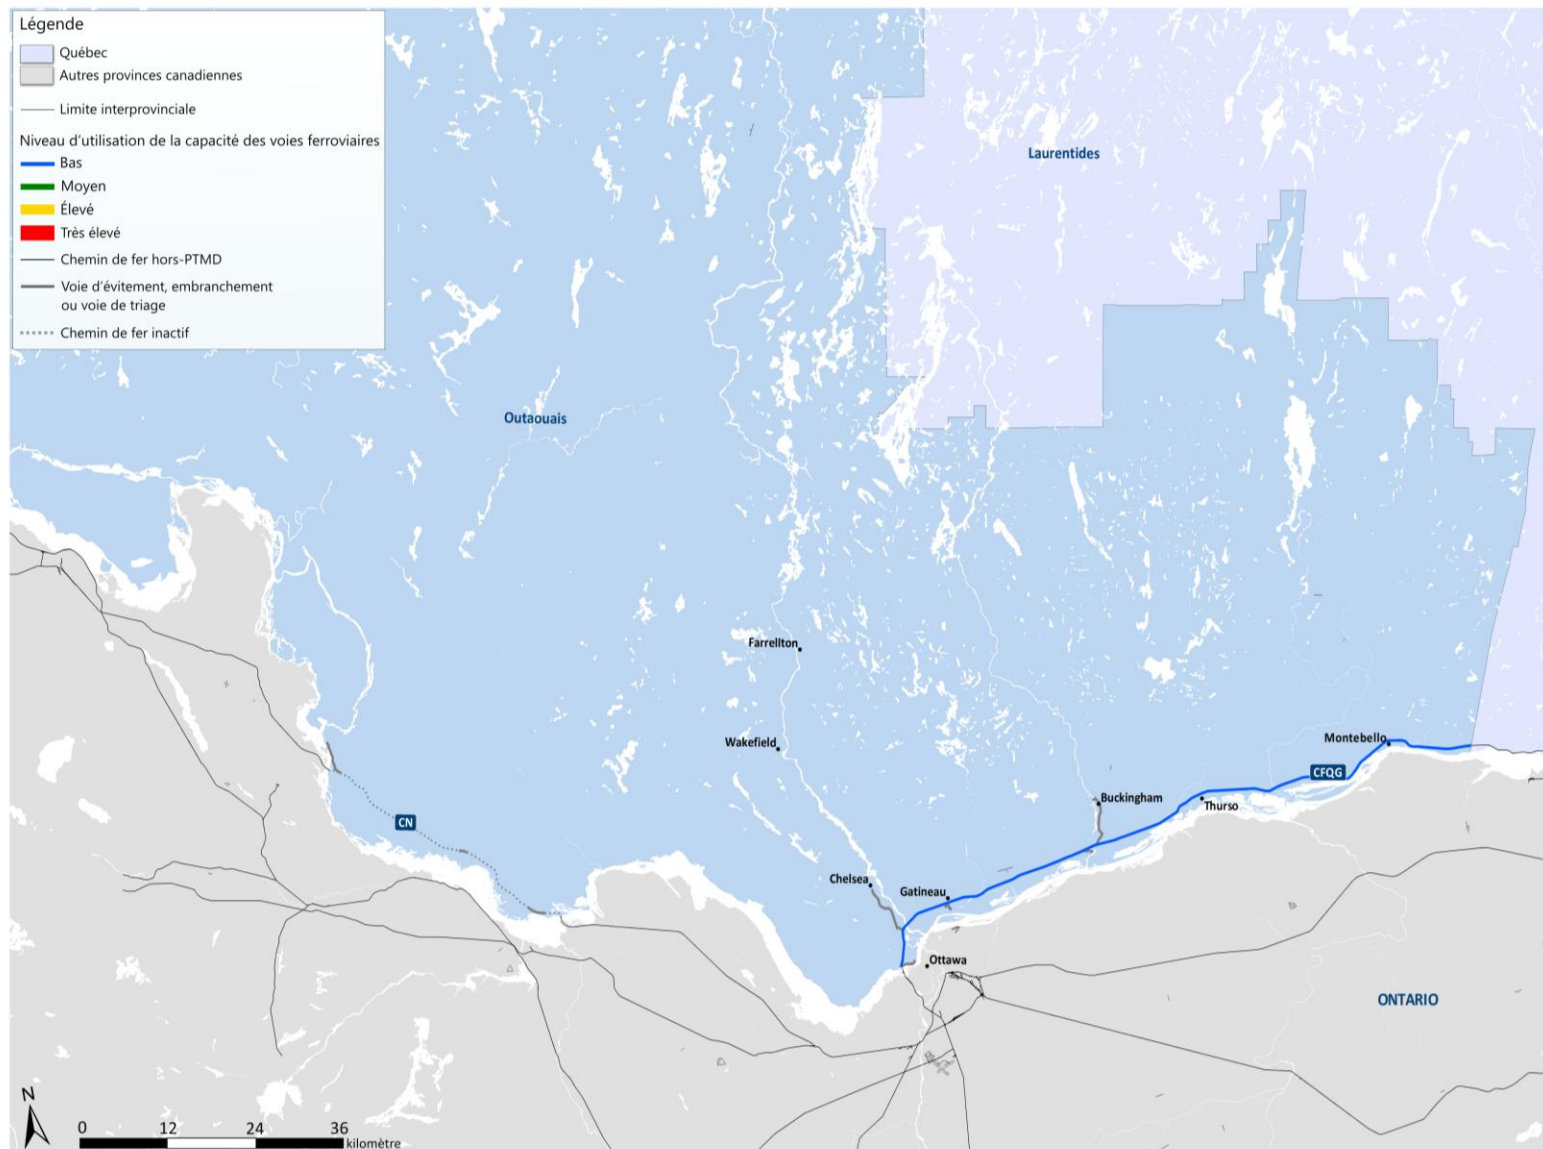 Légende
Québec
Autres provinces canadiennes
Limite interprovinciale
Niveau d'utilisation de la capacité des voies ferroviaires
Bas
Moyen
Élevé
Très élevé
Chemin de fer hors-PTMD
Voie d'évitement, embranchement
ou voie de triage
Chemin de fer inactif
Laurentides
Outaouais
Farrellton
Wakefield
Montebello
CFQG
Buckingham
Thurso
CN
Chelsea
Gatineau
Ottawa
ONTARIO
N
0 12 24 36
kilomètre